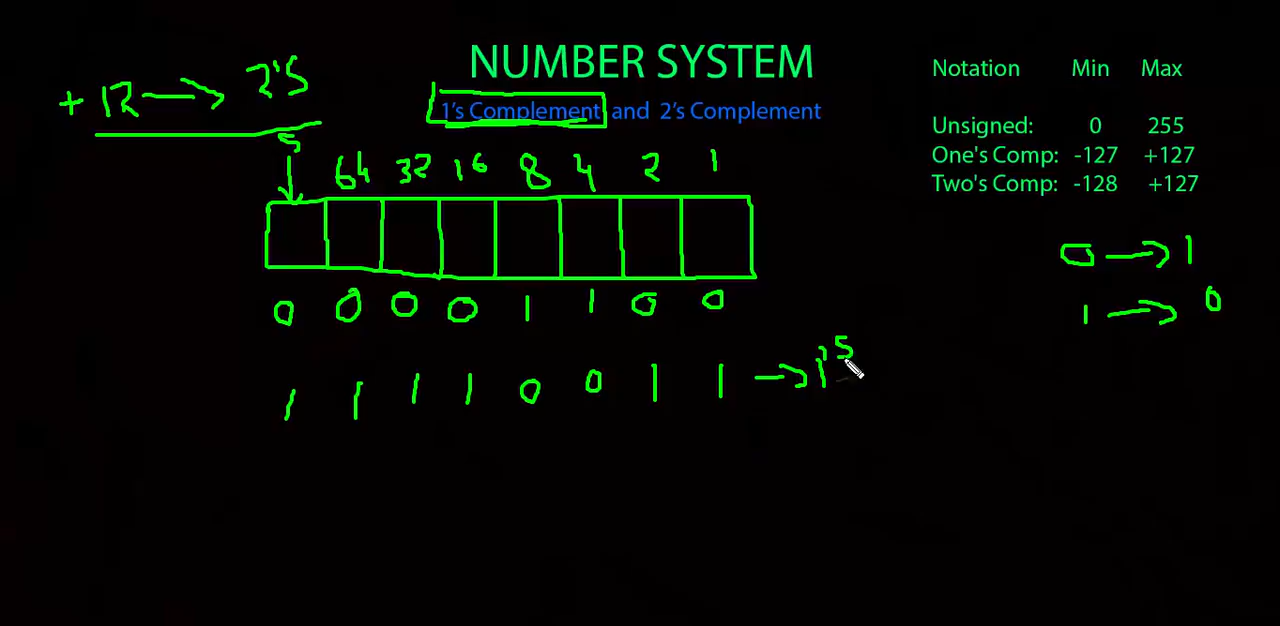 NUMBER SYSTEM
1's Complement and 2's Complement
+12 → 2's
Notation Min Max
Unsigned: 0 255
One's Comp: -127 +127
Two's Comp: -128 +127
S
64 32 16 8 4 2 1
0 → 1
1 → 0
0 0 0 0 1 1 0 0
1 1 1 1 0 0 1 1 → 1's